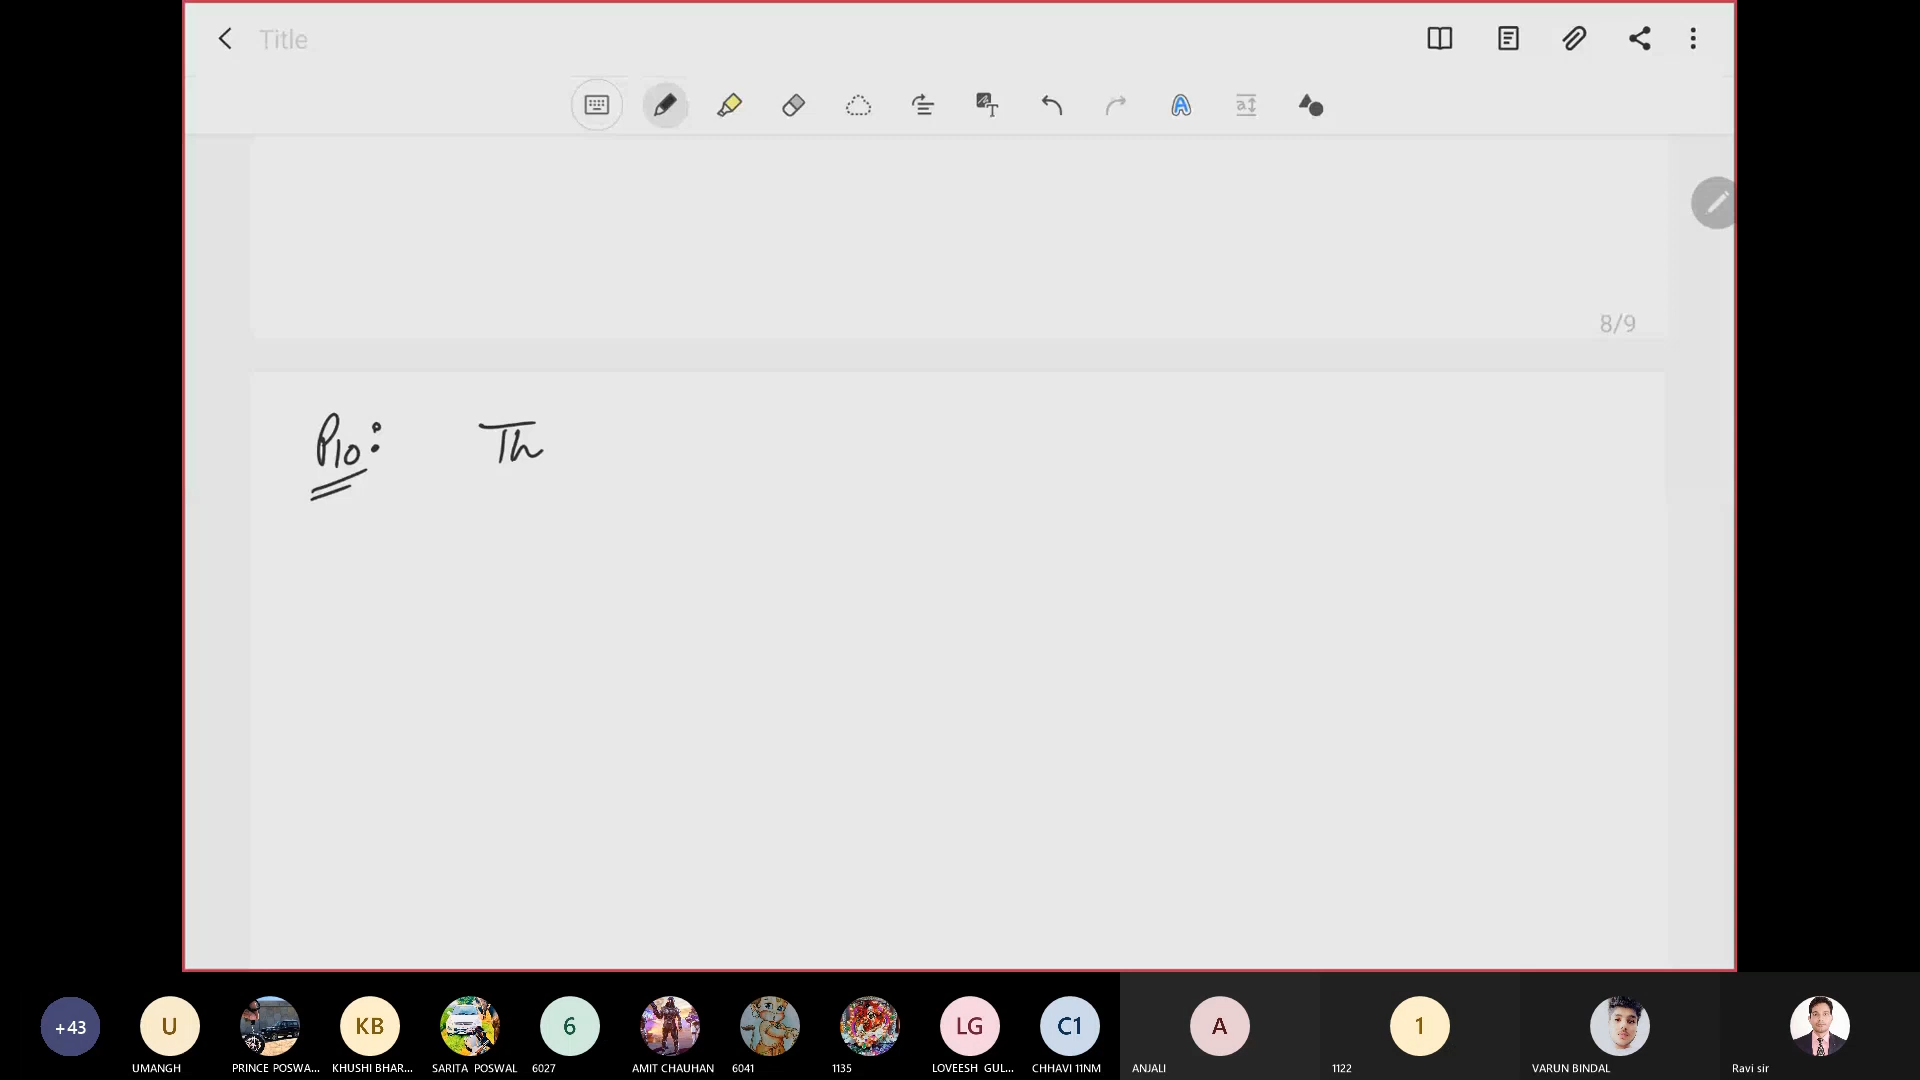 Title
8/9
P10: Th
+43
U
KB
6
LG
C1
A
1
UMANGH
PRINCE POSWA...
KHUSHI BHAR...
SARITA POSWAL
6027
AMIT CHAUHAN
6041
1135
LOVEESH GUL...
CHHAVI 11NM
ANJALI
1122
VARUN BINDAL
Ravi sir